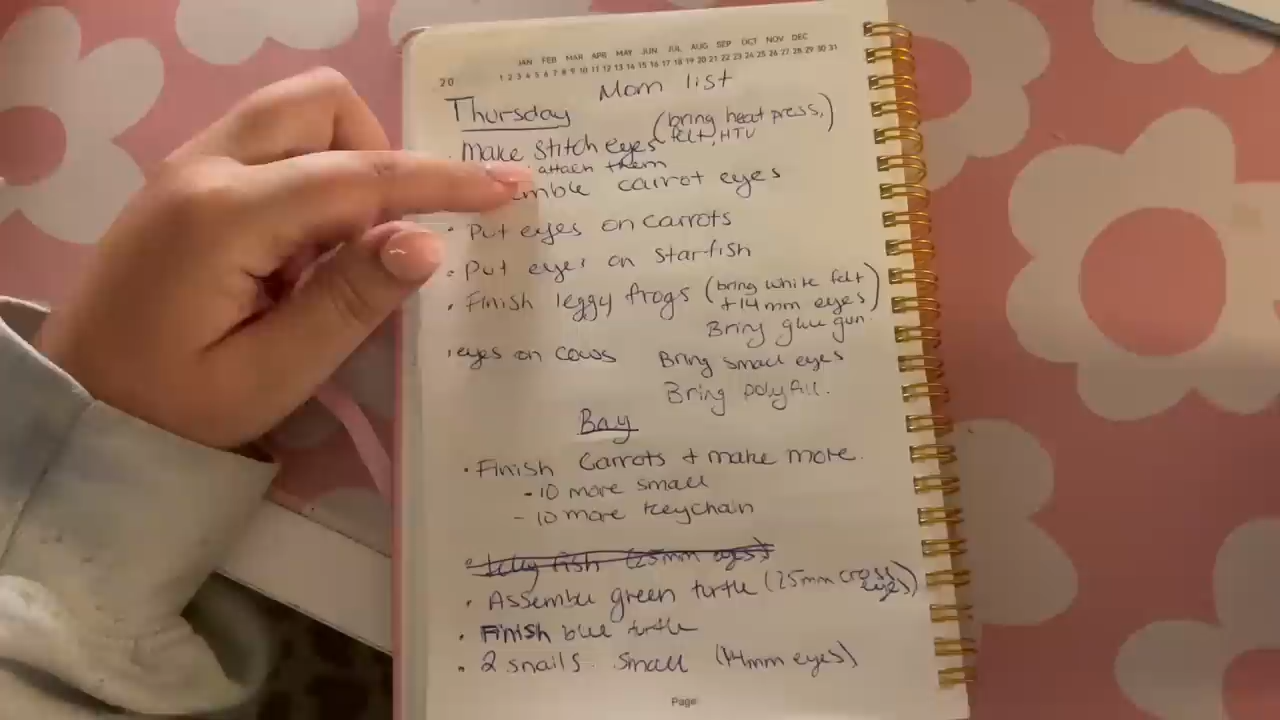 JAN FEB MAR APR MAY JUN JUL AUG SEP OCT NOV DEC
20 1 2 3 4 5 6 7 8 9 10 11 12 13 14 15 16 17 18 19 20 21 22 23 24 25 26 27 28 29 30 31
Mom list
Thursday
• Make Stitch eyes (bring heat press, felt, HTV)
• attach them
carrot eyes
• Put eyes on carrots
• Put eyes on starfish
• Finish leggy frogs (bring white felt
+ 14mm eyes)
Bring glue gun.
• eyes on cows Bring small eyes
Bring polyfill.
Bay
• Finish Carrots + make more.
- 10 more small
- 10 more keychain
• Jelly fish (25mm eyes)
• Assemble green turtle (25mm cross eyes)
• Finish blue turtle
• 2 snails small (14mm eyes)
Page